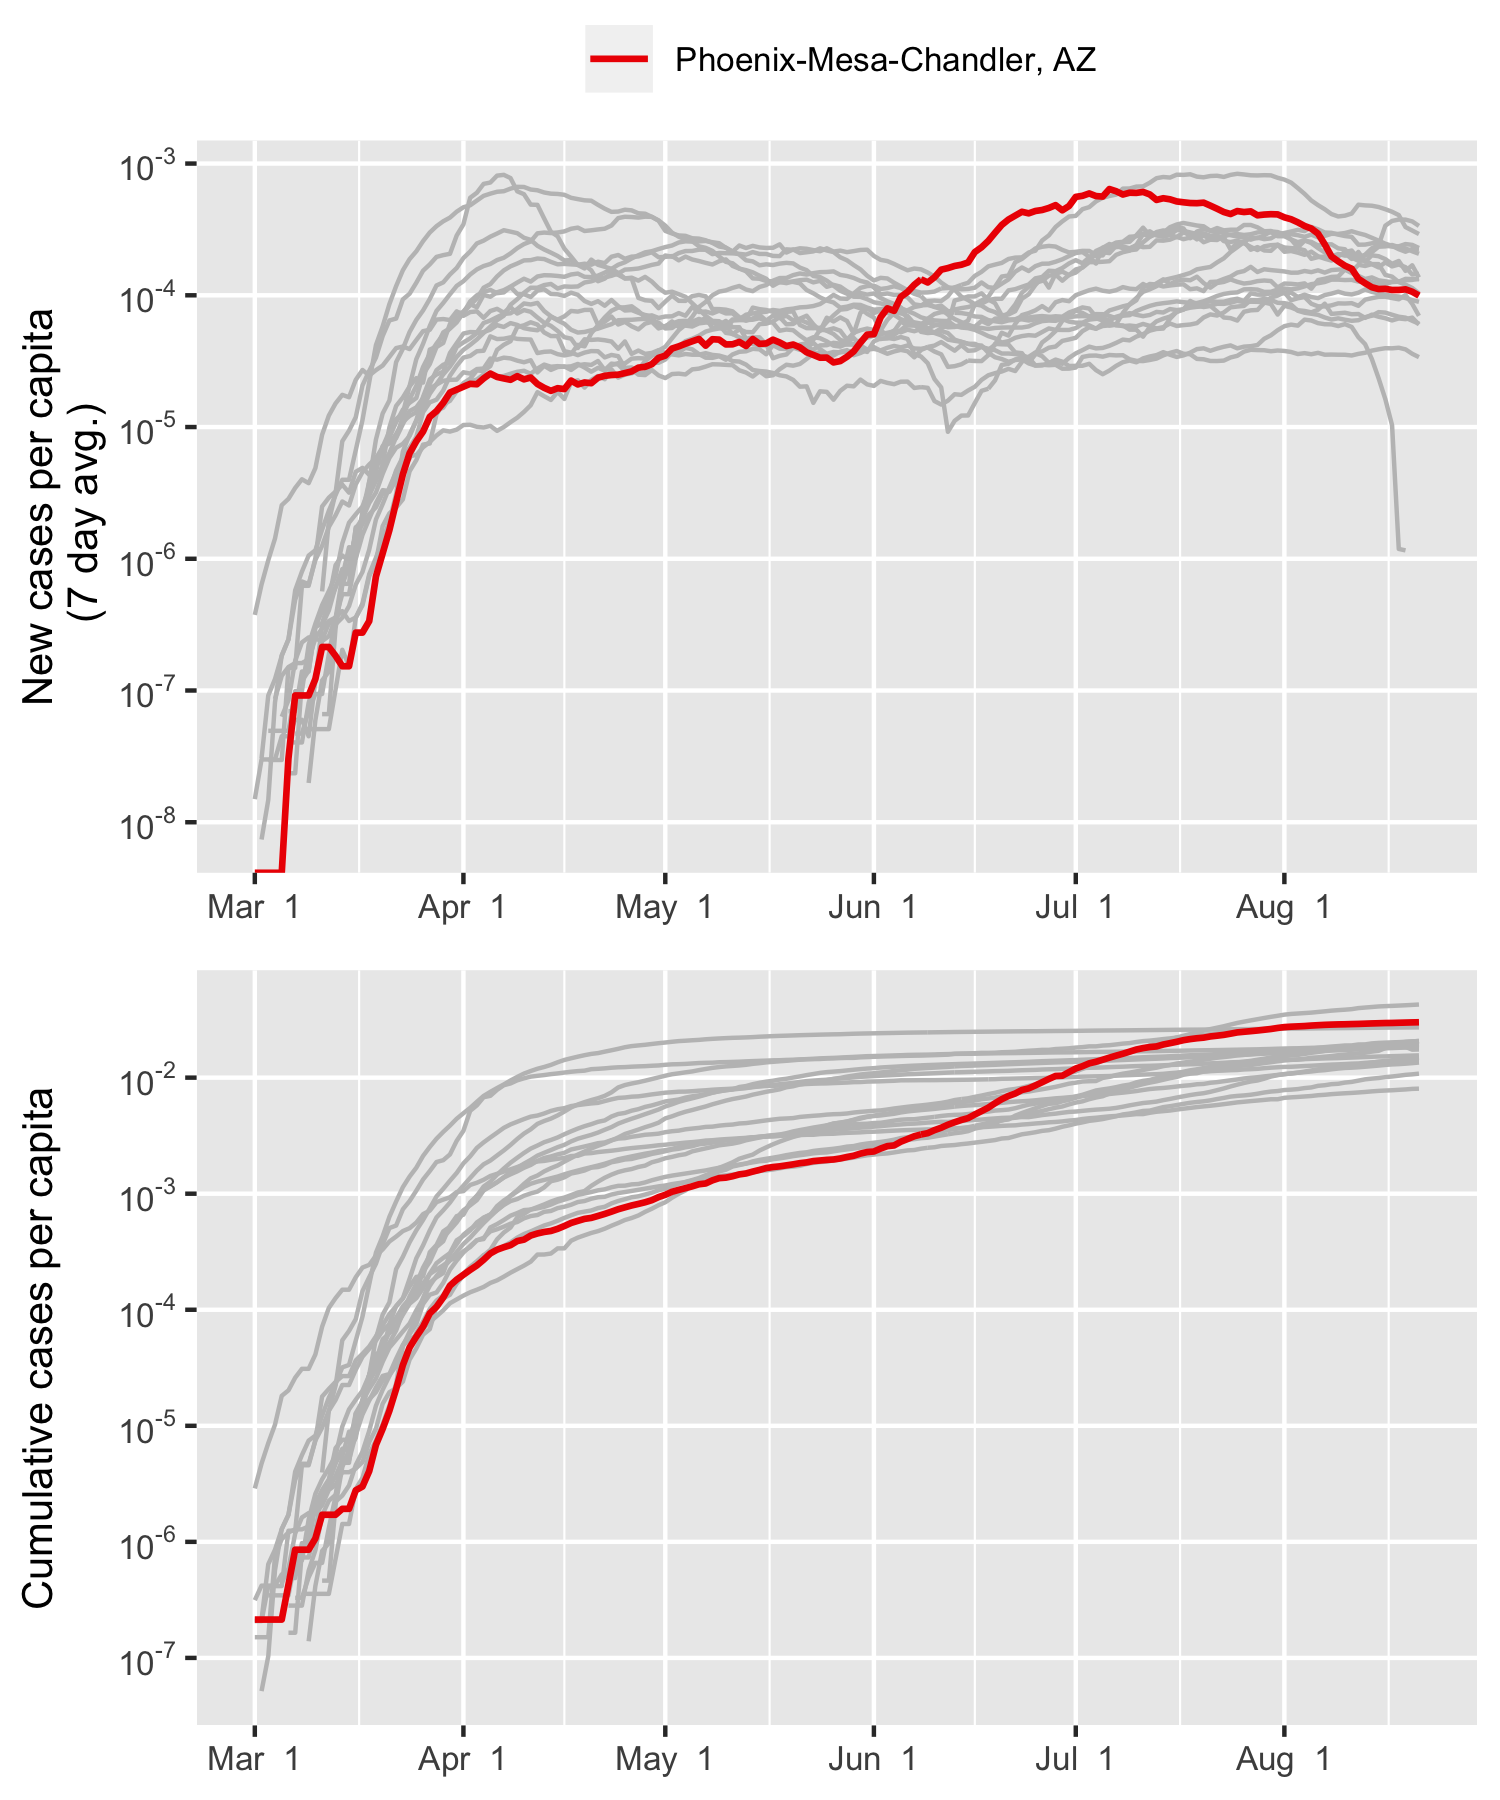 Phoenix-Mesa-Chandler, AZ
New cases per capita
(7 day avg.)
10-3
10-4
10-5
10-6
10-7
10-8
Mar 1 Apr 1 May 1 Jun 1 Jul 1 Aug 1
Cumulative cases per capita
10-2
10-3
10-4
10-5
10-6
10-7
Mar 1 Apr 1 May 1 Jun 1 Jul 1 Aug 1